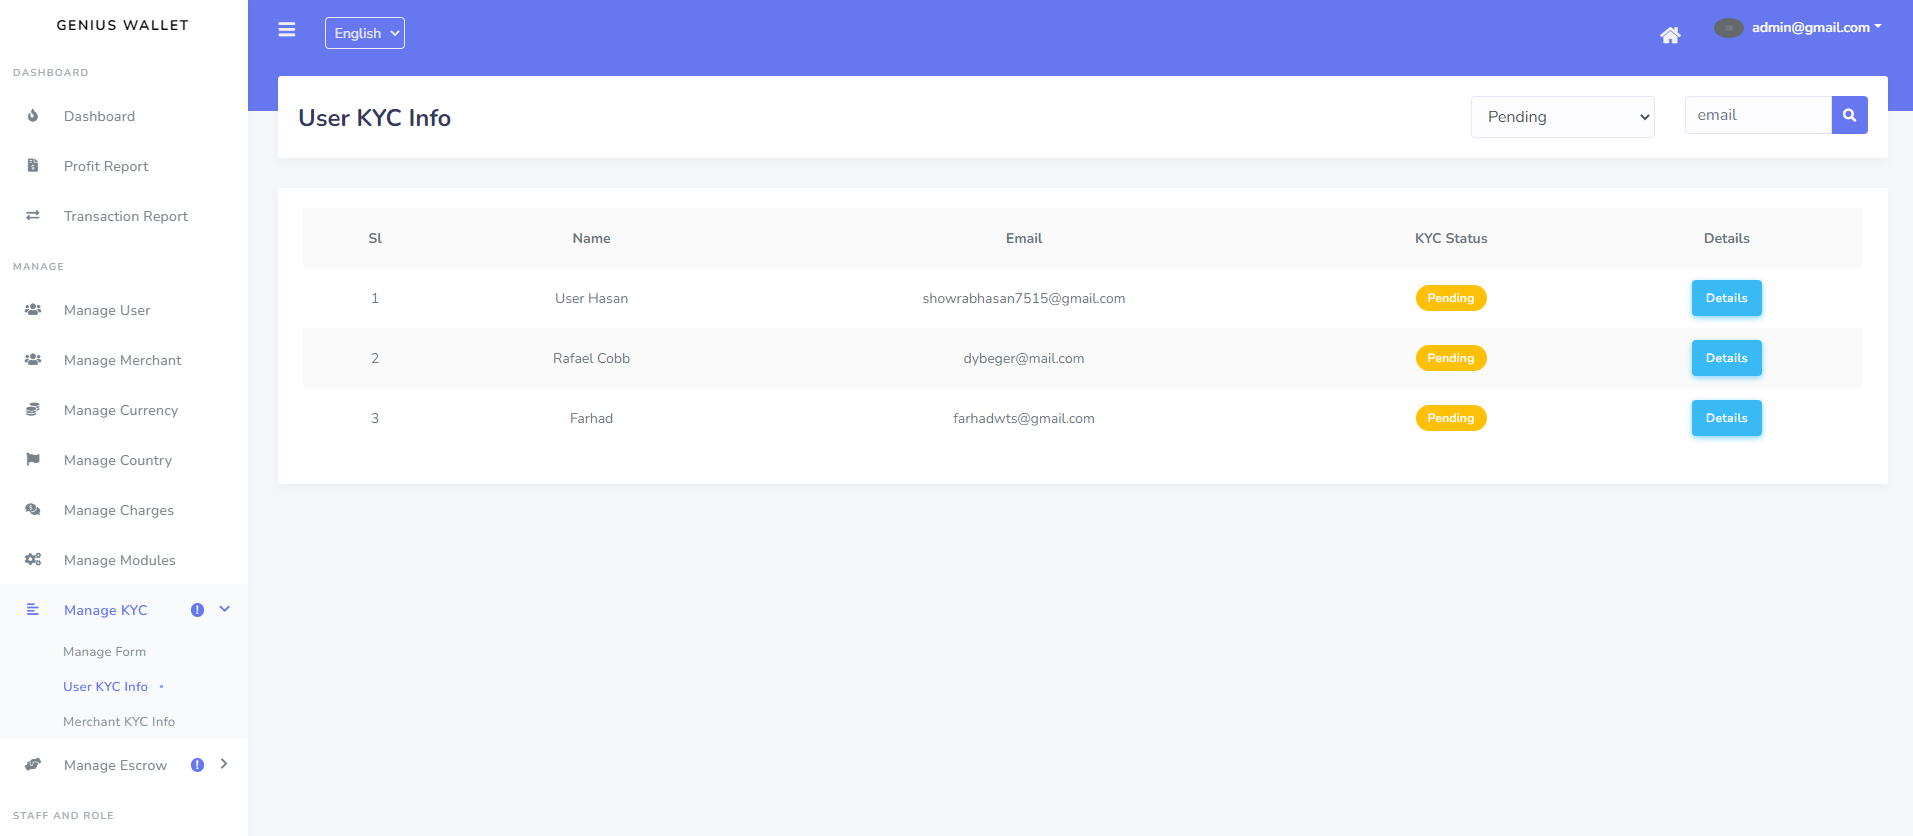 GENIUS WALLET
English
admin@gmail.com
DASHBOARD
Dashboard
Profit Report
Transaction Report
MANAGE
Manage User
Manage Merchant
Manage Currency
Manage Country
Manage Charges
Manage Modules
Manage KYC
Manage Form
User KYC Info
Merchant KYC Info
Manage Escrow
STAFF AND ROLE
User KYC Info
Pending
email
Sl Name Email KYC Status Details
1 User Hasan showrabhasan7515@gmail.com Pending Details
2 Rafael Cobb dybeger@mail.com Pending Details
3 Farhad farhadwts@gmail.com Pending Details